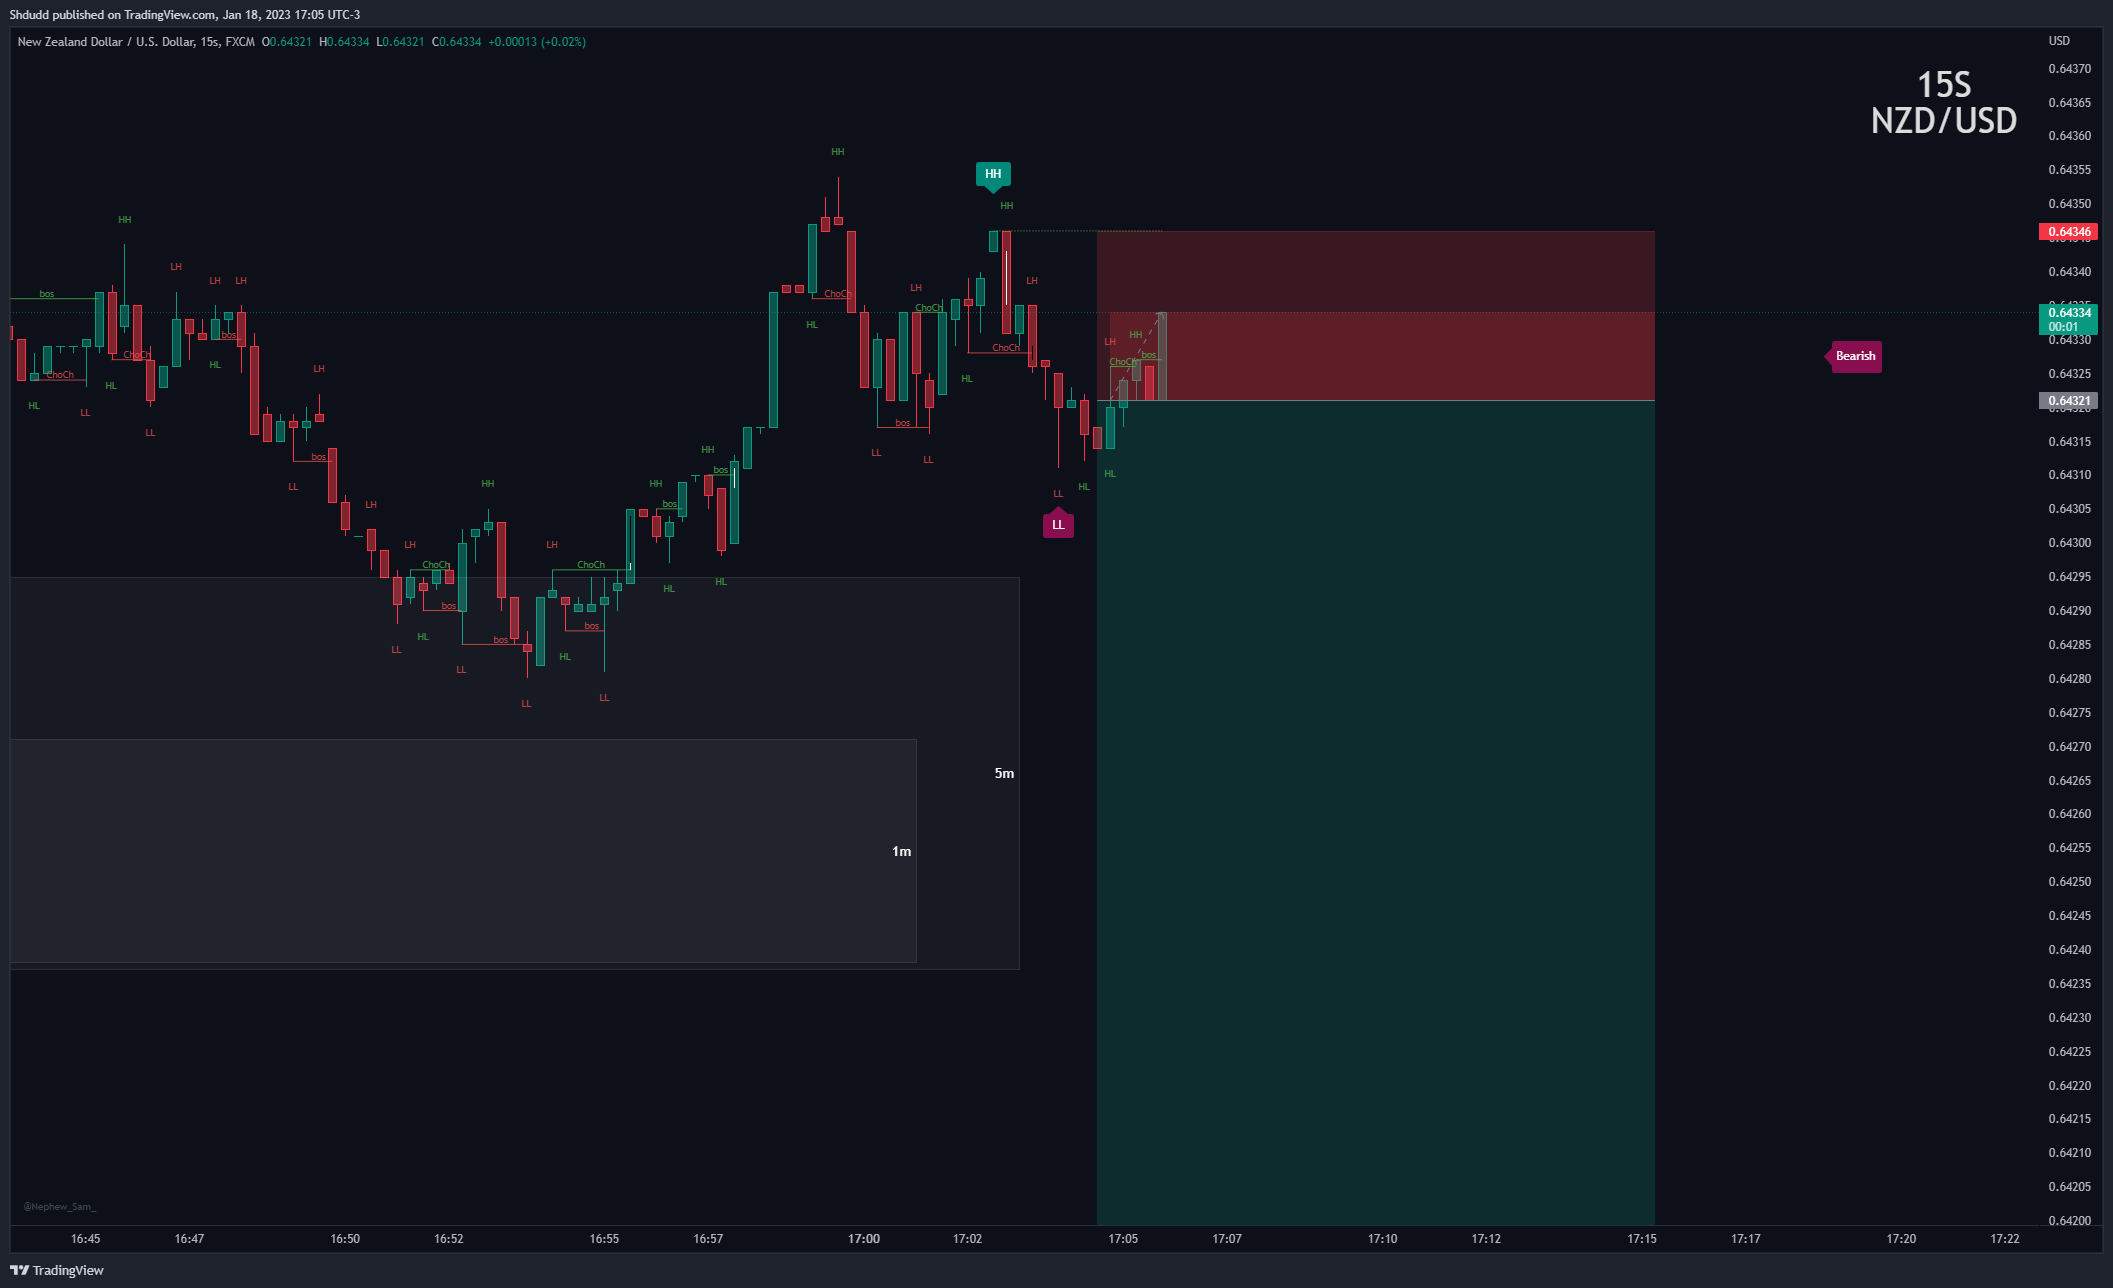 Shdudd published on TradingView.com, Jan 18, 2023 17:05 UTC-3
New Zealand Dollar / U.S. Dollar, 15s, FXCM O0.64321 H0.64334 L0.64321 C0.64334 +0.00013 (+0.02%)
USD
15S
NZD/USD
0.64370
0.64365
0.64360
0.64355
0.64350
0.64346
0.64340
0.64334
00:01
0.64330
0.64325
0.64321
0.64315
0.64310
0.64305
0.64300
0.64295
0.64290
0.64285
0.64280
0.64275
0.64270
0.64265
0.64260
0.64255
0.64250
0.64245
0.64240
0.64235
0.64230
0.64225
0.64220
0.64215
0.64210
0.64205
0.64200
HH
HH
HH
HH
LH
LH
LH
LH
LH
LH
bos
ChoCh
bos
ChoCh
ChoCh
bos
ChoCh
ChoCh
HL
HL
HL
HL
HL
LL
LL
LH
HH
ChoCh
bos
Bearish
LH
bos
bos
LL
LL
LL
LL
HL
HL
LL
LH
HH
HH
HH
bos
bos
LH
LH
ChoCh
ChoCh
bos
bos
bos
HL
HL
HL
HL
LL
LL
LL
LL
5m
1m
@Nephew_Sam_
16:45 16:47 16:50 16:52 16:55 16:57 17:00 17:02 17:05 17:07 17:10 17:12 17:15 17:17 17:20 17:22
TradingView